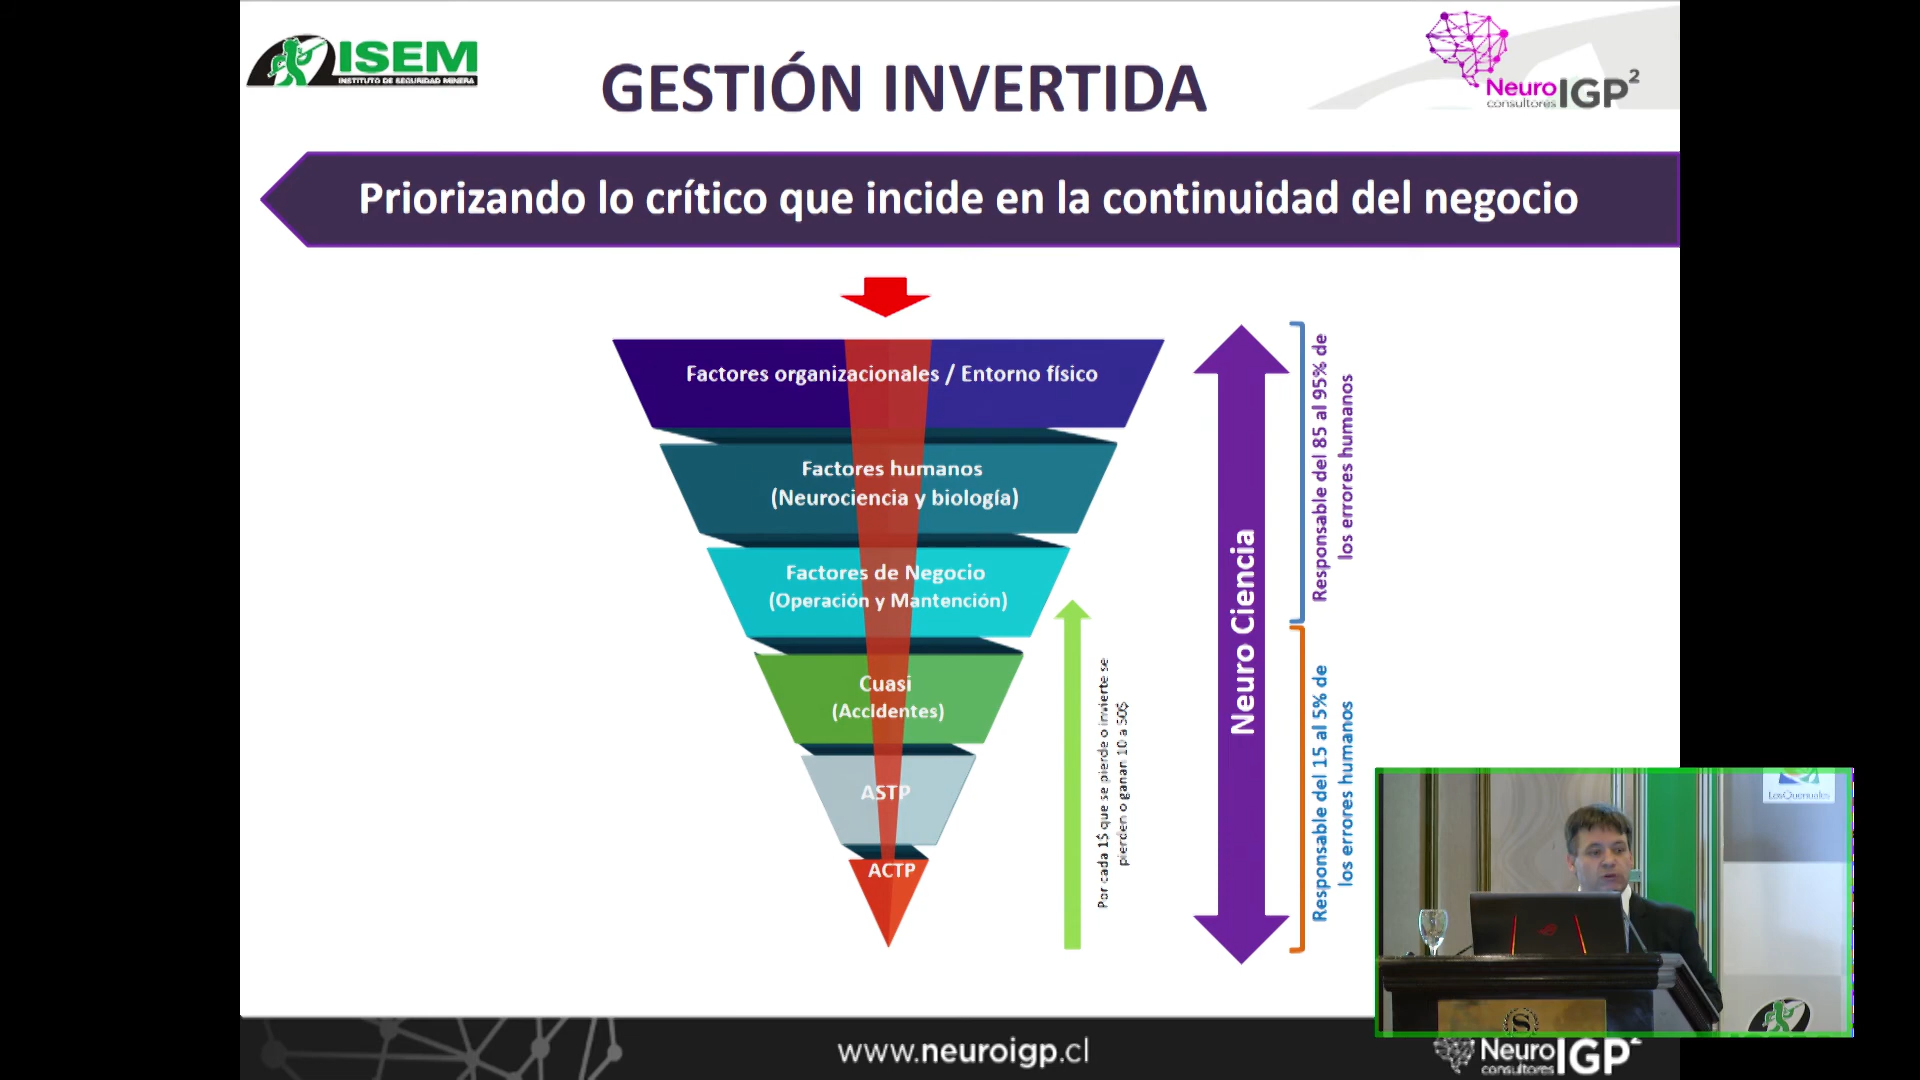 ISEM
INSTITUTO DE SEGURIDAD MINERA
GESTIÓN INVERTIDA
Neuro IGP²
consultores
Priorizando lo crítico que incide en la continuidad del negocio
Factores organizacionales / Entorno físico
Factores humanos
(Neurociencia y biología)
Factores de Negocio
(Operación y Mantención)
Cuasi
(Accidentes)
ASTP
ACTP
Por cada 1$ que se pierde o invierte se
pierden o ganan 10 a 50$
Neuro Ciencia
Responsable del 85 al 95% de
los errores humanos
Responsable del 15 al 5% de
los errores humanos
LosQuenuales
S
www.neuroigp.cl
Neuro IGP²
consultores